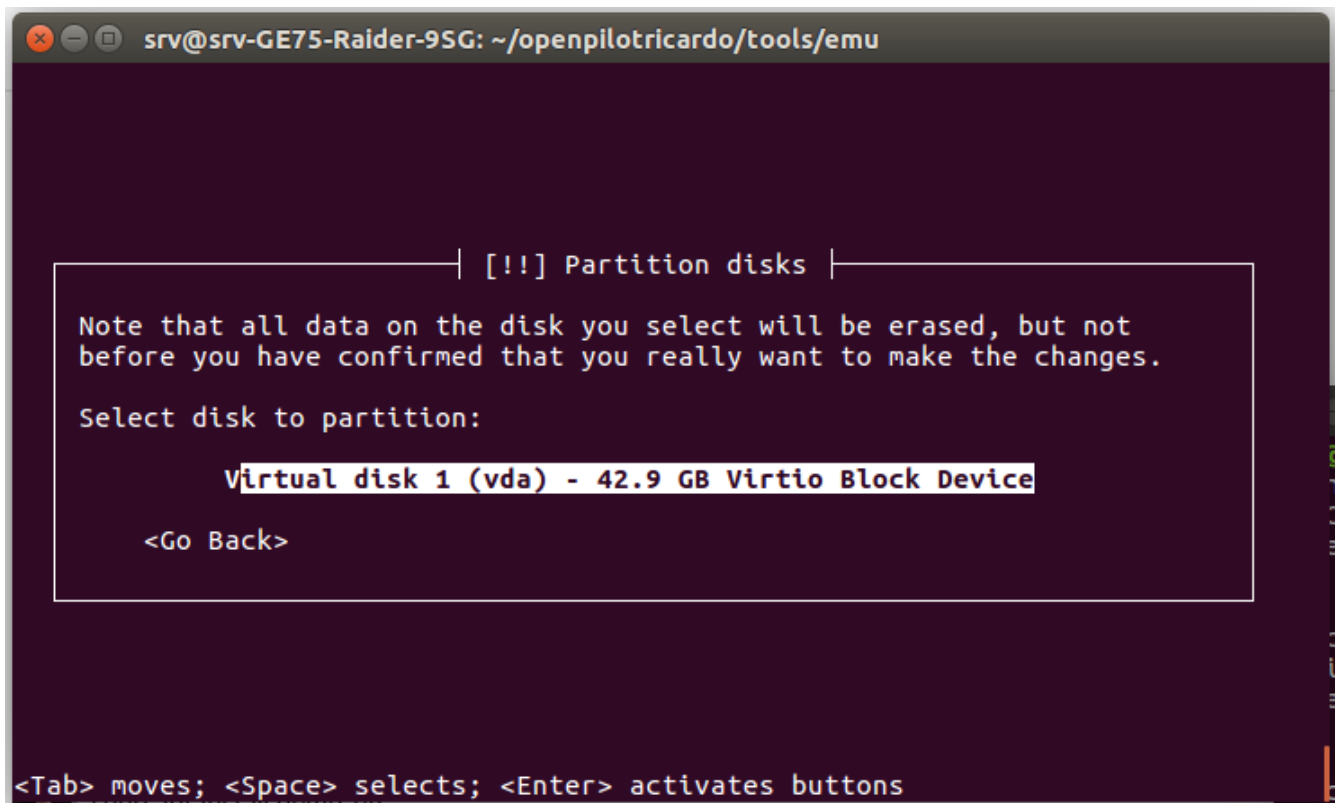 srv@srv-GE75-Raider-9SG: ~/openpilotricardo/tools/emu
[!!] Partition disks
Note that all data on the disk you select will be erased, but not
before you have confirmed that you really want to make the changes.
Select disk to partition:
Virtual disk 1 (vda) - 42.9 GB Virtio Block Device
<Go Back>
<Tab> moves; <Space> selects; <Enter> activates buttons